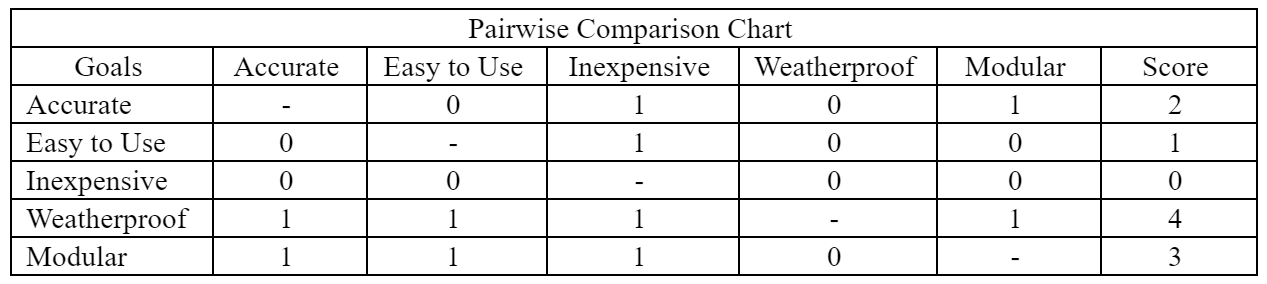 Pairwise Comparison Chart
Goals Accurate Easy to Use Inexpensive Weatherproof Modular Score
Accurate - 0 1 0 1 2
Easy to Use 0 - 1 0 0 1
Inexpensive 0 0 - 0 0 0
Weatherproof 1 1 1 - 1 4
Modular 1 1 1 0 - 3